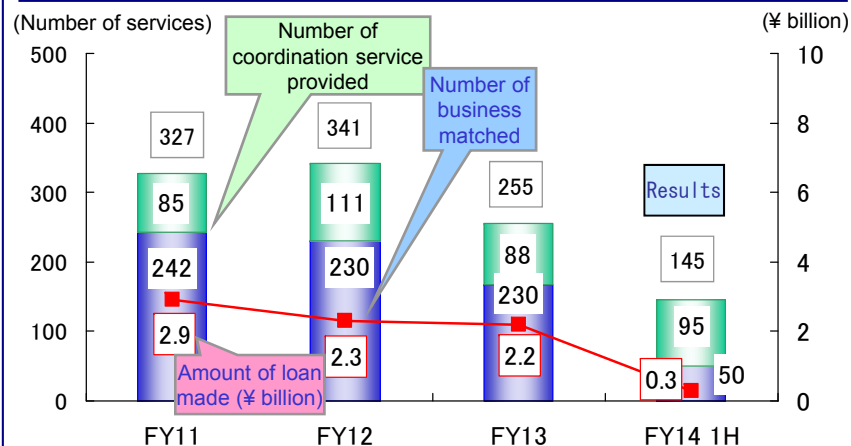 (Number of services)
(¥ billion)
Number of
coordination service
provided
Number of
business
matched
500
400
300
200
100
0
10
8
6
4
2
0
327
341
255
145
Results
85
111
88
95
242
230
230
50
2.9
2.3
2.2
0.3
Amount of loan
made (¥ billion)
FY11
FY12
FY13
FY14 1H